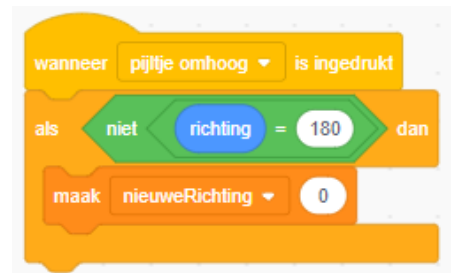 wanneer pijltje omhoog is ingedrukt
als niet richting = 180 dan
maak nieuweRichting 0